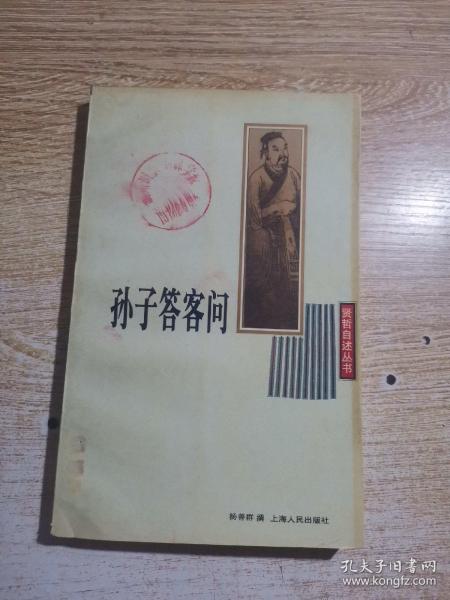 孙子答客问
贤哲自述丛书
杨善群 撰 上海人民出版社
孔夫子旧书网
www.kongfz.com